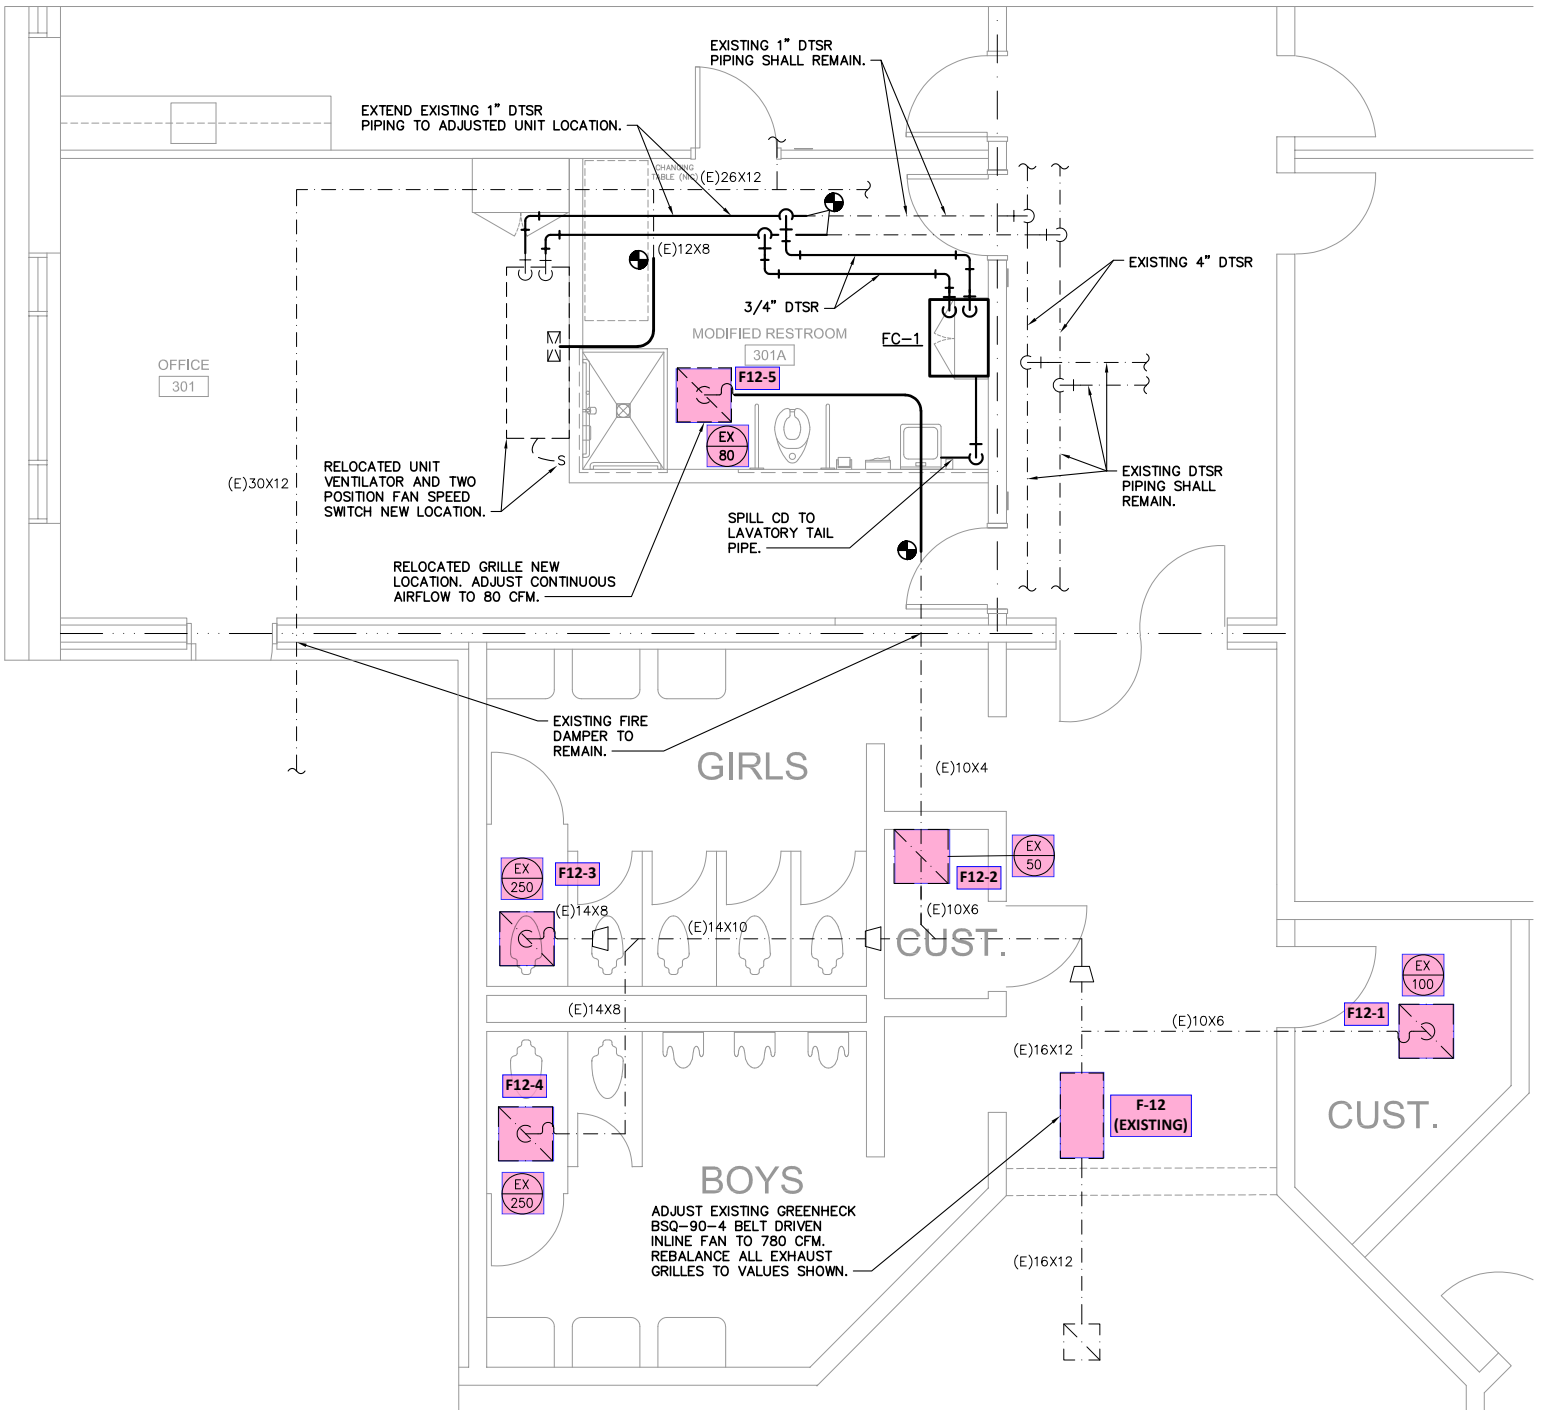 EXISTING 1" DTSR
PIPING SHALL REMAIN.
EXTEND EXISTING 1" DTSR
PIPING TO ADJUSTED UNIT LOCATION.
CHANGING
TABLE (NIC)
(E)26X12
(E)12X8
EXISTING 4" DTSR
3/4" DTSR
MODIFIED RESTROOM
301A
FC-1
OFFICE
301
F12-5
EX
80
S
RELOCATED UNIT
VENTILATOR AND TWO
POSITION FAN SPEED
SWITCH NEW LOCATION.
(E)30X12
EXISTING DTSR
PIPING SHALL
REMAIN.
SPILL CD TO
LAVATORY TAIL
PIPE.
RELOCATED GRILLE NEW
LOCATION. ADJUST CONTINUOUS
AIRFLOW TO 80 CFM.
EXISTING FIRE
DAMPER TO
REMAIN.
GIRLS
(E)10X4
EX
50
F12-2
EX
250
F12-3
(E)14X8
(E)14X10
(E)10X6
CUST.
EX
100
F12-1
(E)10X6
(E)14X8
(E)16X12
F12-4
F-12
(EXISTING)
CUST.
EX
250
BOYS
ADJUST EXISTING GREENHECK
BSQ-90-4 BELT DRIVEN
INLINE FAN TO 780 CFM.
REBALANCE ALL EXHAUST
GRILLES TO VALUES SHOWN.
(E)16X12